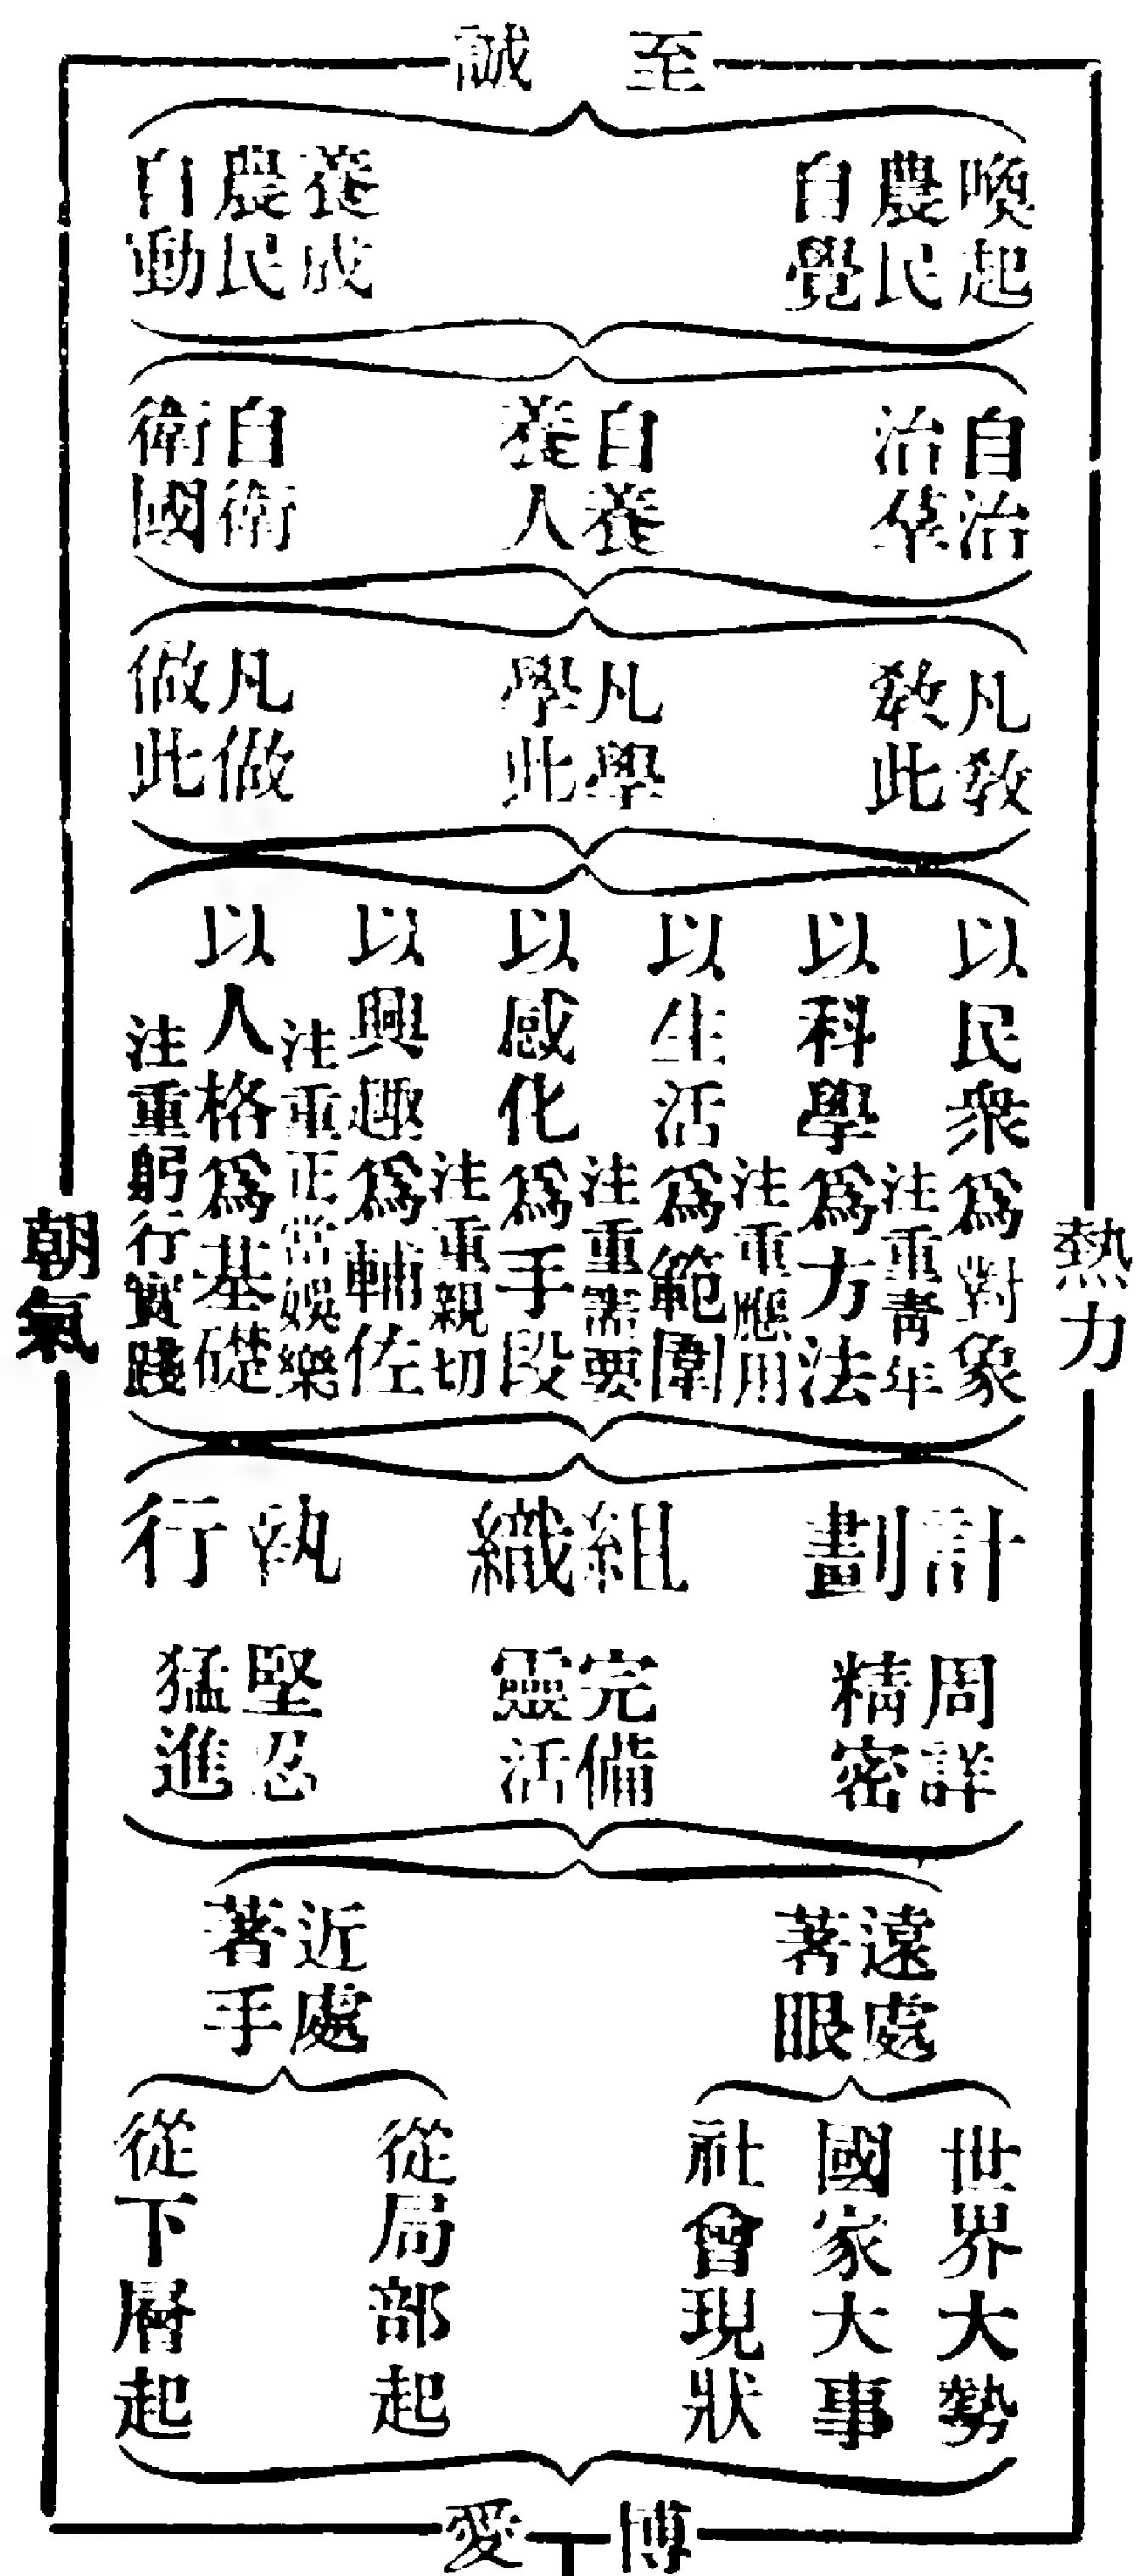 至誠
喚起
農民
自覺
養成
農民
自動
自治
治羣
自養
養人
自衛
衛國
凡教
教此
凡學
學此
凡做
做此
以民衆爲對象
注重青年
以科學爲方法
注重應用
以生活爲範圍
注重需要
以感化爲手段
注重親切
以興趣爲輔佐
注重正當娛樂
以人格爲基礎
注重躬行實踐
熱力
朝氣
計劃
組織
執行
周詳
精密
完備
靈活
堅忍
猛進
遠處
著眼
近處
著手
世界大勢
國家大事
社會現狀
從局部起
從下層起
博愛